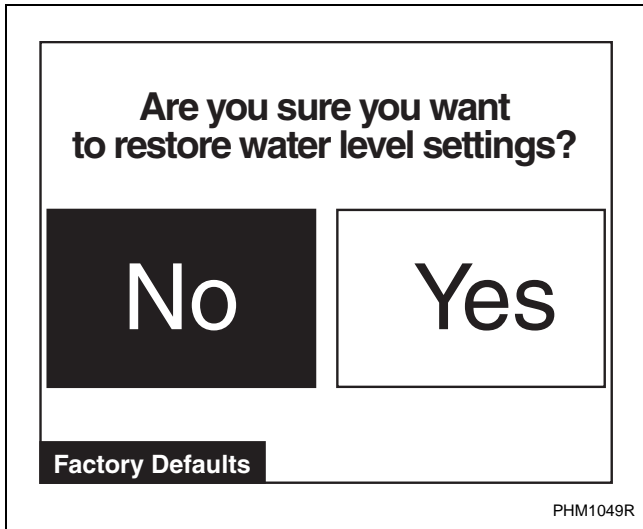 Are you sure you want
to restore water level settings?
No Yes
Factory Defaults
PHM1049R